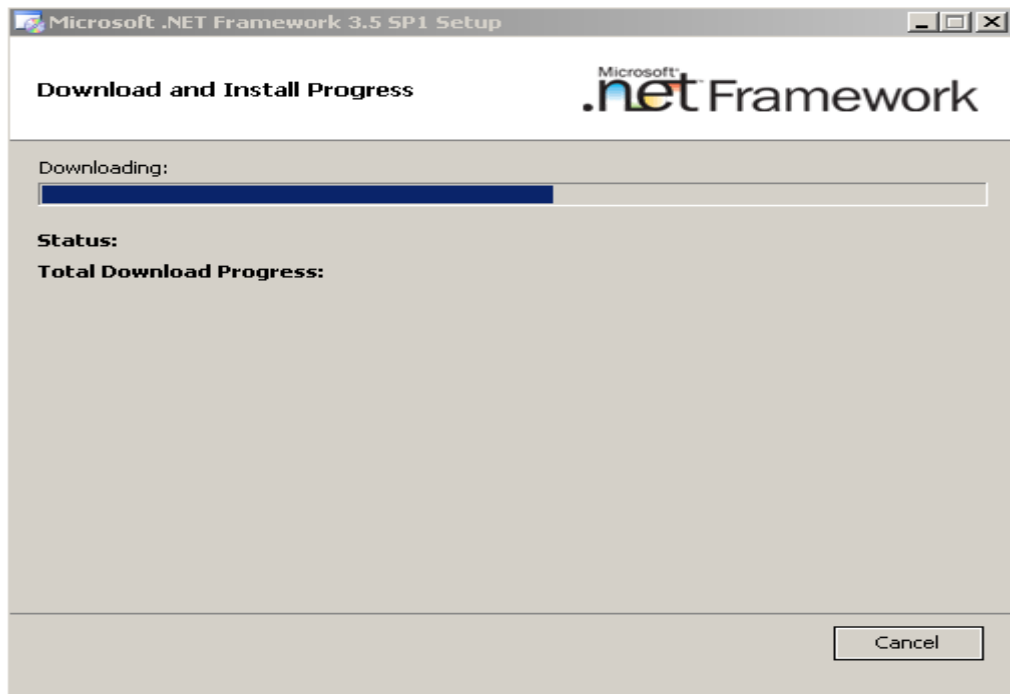 Microsoft .NET Framework 3.5 SP1 Setup
Download and Install Progress
Microsoft
.net Framework
Downloading:
Status:
Total Download Progress:
Cancel